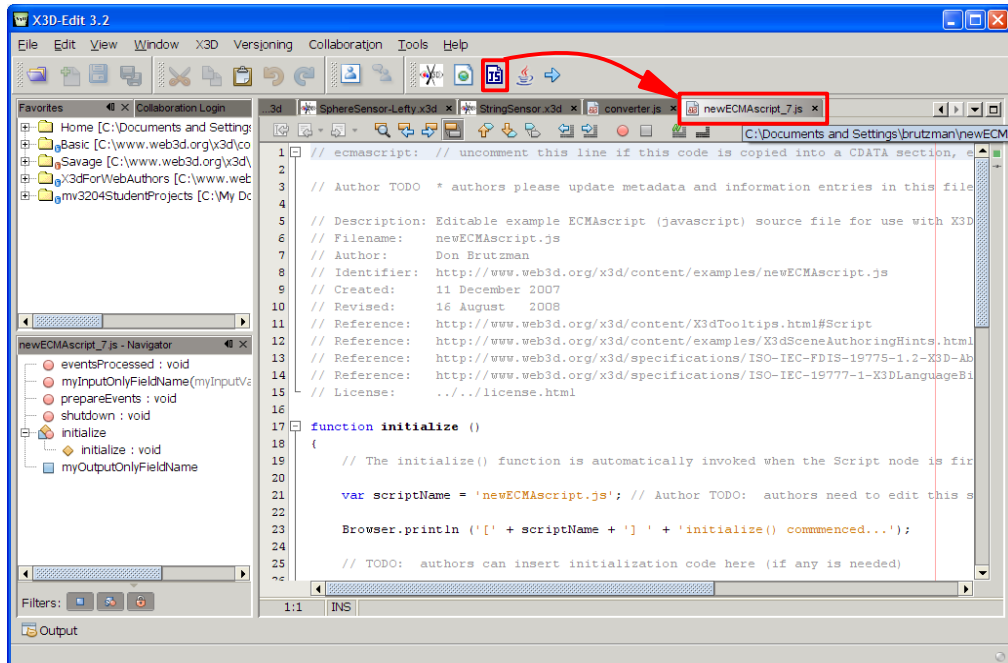 X3D-Edit 3.2
File Edit View Window X3D Versioning Collaboration Tools Help
JS
Favorites Collaboration Login
...3d SphereSensor-Lefty.x3d StringSensor.x3d converter.js newECMAscript_7.js
Home [C:\Documents and Settings
Basic [C:\www.web3d.org\x3d\co
Savage [C:\www.web3d.org\x3d\
X3dForWebAuthors [C:\www.web
mv3204StudentProjects [C:\My Do
C:\Documents and Settings\brutzman\newECM
1 // ecmascript: // uncomment this line if this code is copied into a CDATA section, e
2
3 // Author TODO * authors please update metadata and information entries in this file
4
5 // Description: Editable example ECMAscript (javascript) source file for use with X3D
6 // Filename: newECMAscript.js
7 // Author: Don Brutzman
8 // Identifier: http://www.web3d.org/x3d/content/examples/newECMAscript.js
9 // Created: 11 December 2007
10 // Revised: 16 August 2008
11 // Reference: http://www.web3d.org/x3d/content/X3dTooltips.html#Script
12 // Reference: http://www.web3d.org/x3d/content/examples/X3dSceneAuthoringHints.html
13 // Reference: http://www.web3d.org/x3d/specifications/ISO-IEC-FDIS-19775-1.2-X3D-Ab
14 // Reference: http://www.web3d.org/x3d/specifications/ISO-IEC-19777-1-X3DLanguageBi
15 // License: ../../license.html
16
17 function initialize ()
18 {
19 // The initialize() function is automatically invoked when the Script node is fir
20
21 var scriptName = 'newECMAscript.js'; // Author TODO: authors need to edit this s
22
23 Browser.println ('[' + scriptName + '] ' + 'initialize() commmenced...');
24
25 // TODO: authors can insert initialization code here (if any is needed)
26
newECMAscript_7.js - Navigator
eventsProcessed : void
myInputOnlyFieldName(myInputVa
prepareEvents : void
shutdown : void
initialize
initialize : void
myOutputOnlyFieldName
Filters:
1:1 INS
Output